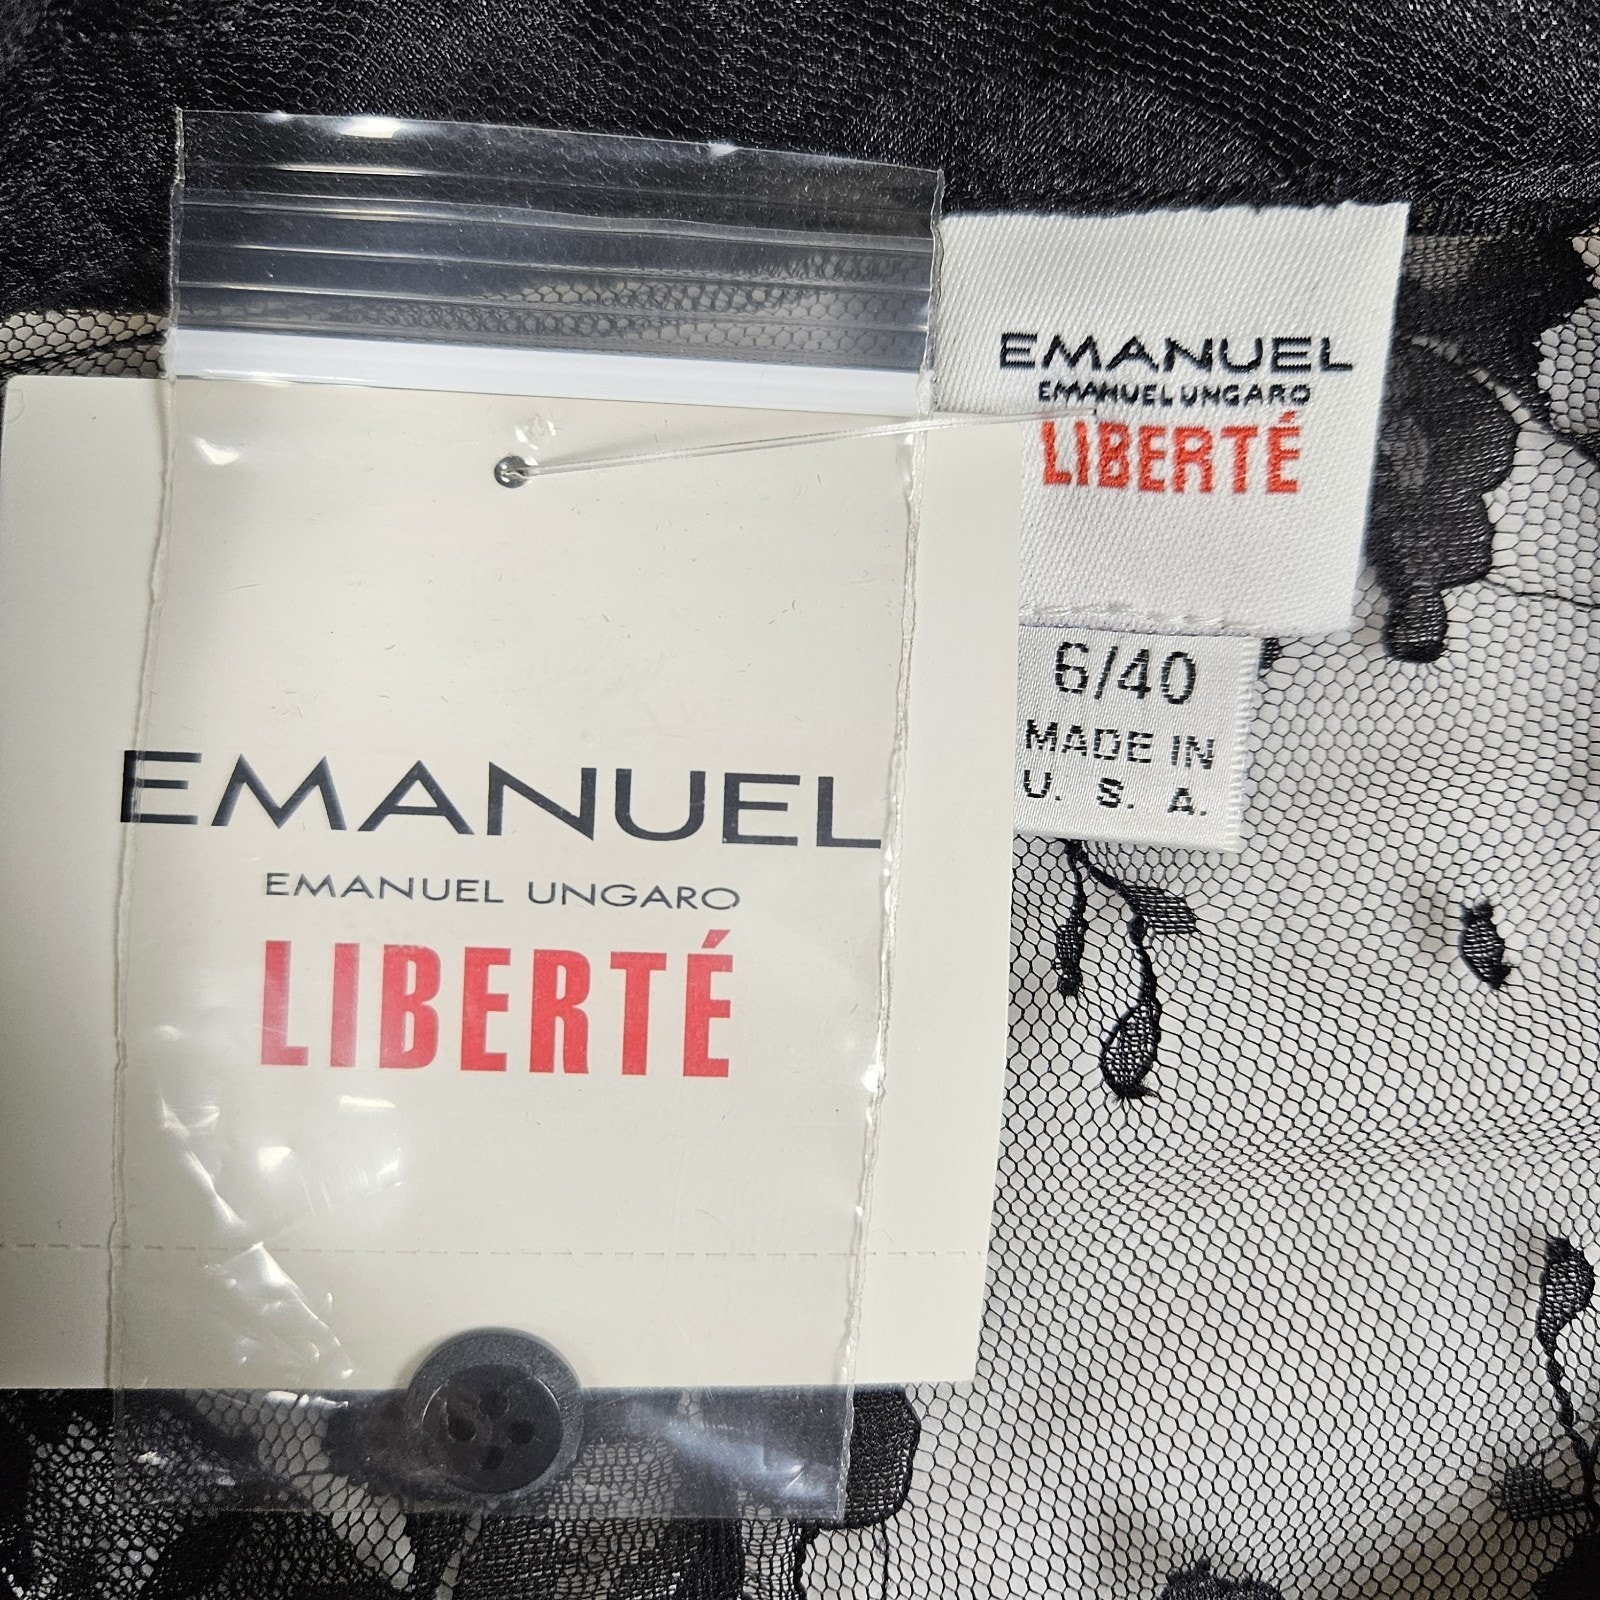 EMANUEL
EMANUEL UNGARO
LIBERTÉ
6/40
MADE IN
U. S. A.
EMANUEL
EMANUEL UNGARO
LIBERTÉ